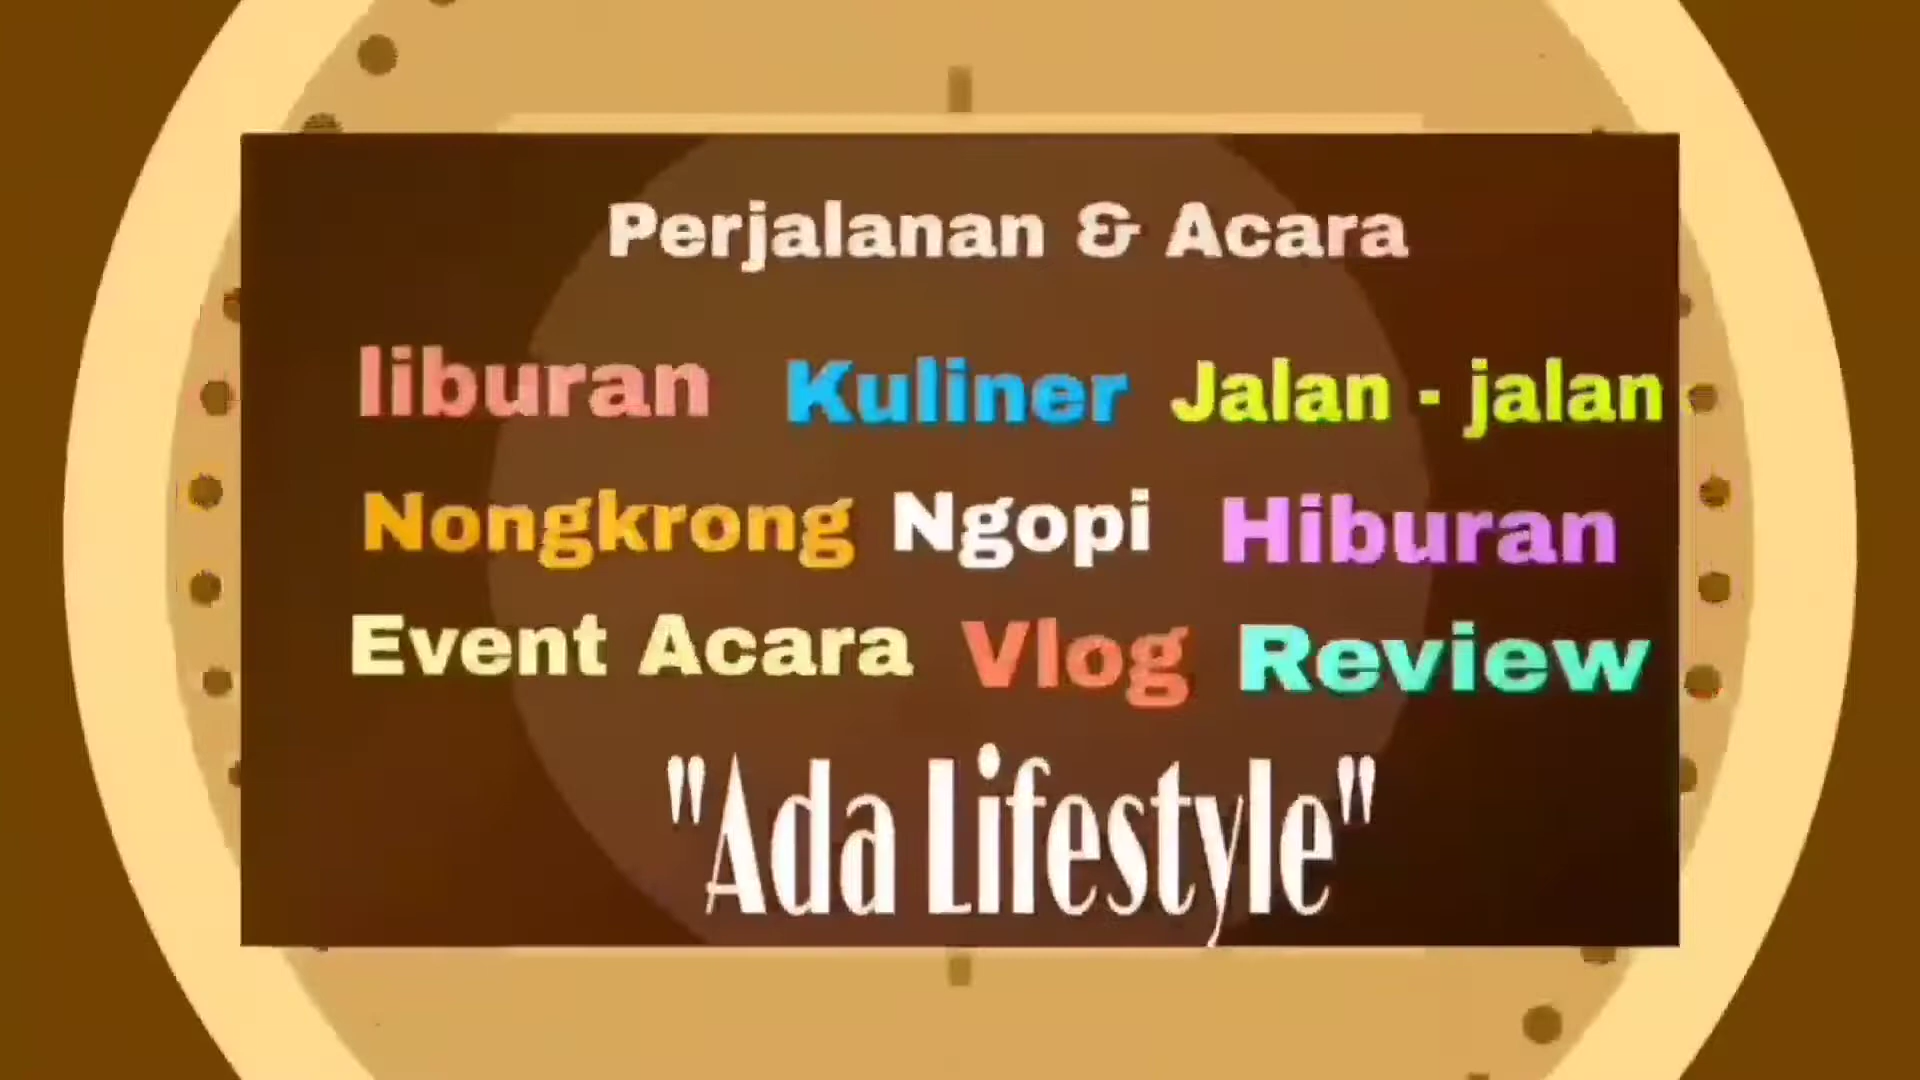 Perjalanan & Acara
liburan Kuliner Jalan - jalan
Nongkrong Ngopi Hiburan
Event Acara Vlog Review
"Ada Lifestyle"